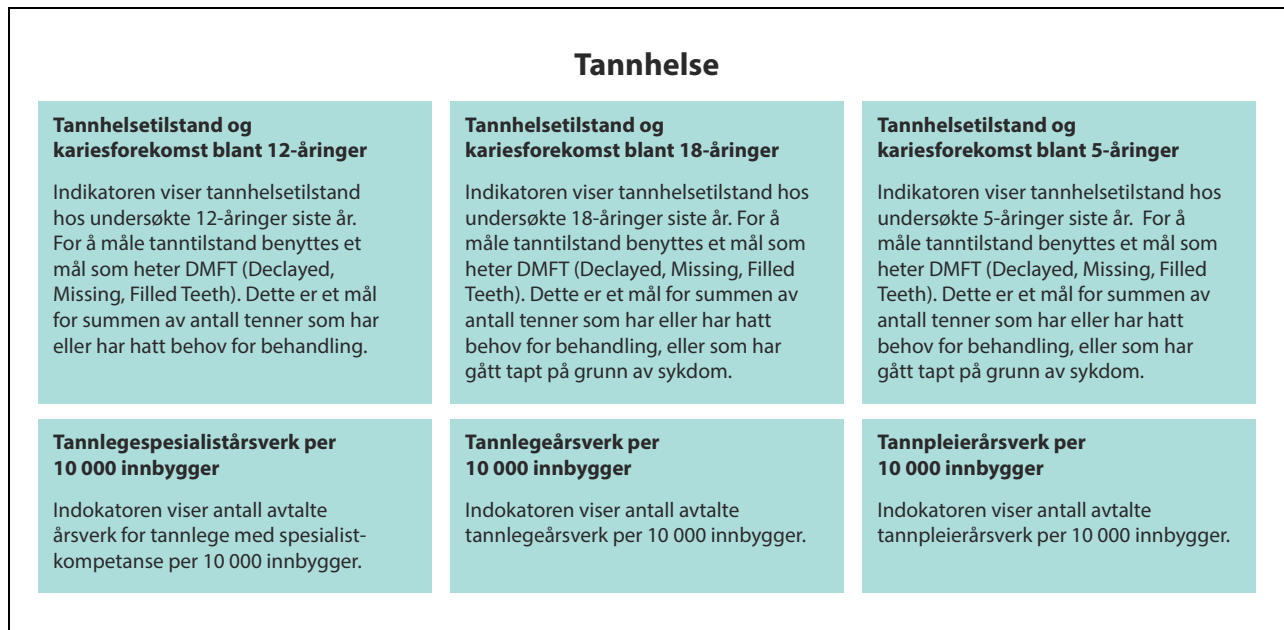 Tannhelse
Tannhelsetilstand og
kariesforekomst blant 12-åringer
Indikatoren viser tannhelsetilstand
hos undersøkte 12-åringer siste år.
For å måle tanntilstand benyttes et
mål som heter DMFT (Declayed,
Missing, Filled Teeth). Dette er et mål
for summen av antall tenner som har
eller har hatt behov for behandling.
Tannhelsetilstand og
kariesforekomst blant 18-åringer
Indikatoren viser tannhelsetilstand hos
undersøkte 18-åringer siste år. For å
måle tanntilstand benyttes et mål som
heter DMFT (Declayed, Missing, Filled
Teeth). Dette er et mål for summen av
antall tenner som har eller har hatt
behov for behandling, eller som har
gått tapt på grunn av sykdom.
Tannhelsetilstand og
kariesforekomst blant 5-åringer
Indikatoren viser tannhelsetilstand hos
undersøkte 5-åringer siste år.  For å
måle tanntilstand benyttes et mål som
heter DMFT (Declayed, Missing, Filled
Teeth). Dette er et mål for summen av
antall tenner som har eller har hatt
behov for behandling, eller som har
gått tapt på grunn av sykdom.
Tannlegespesialistårsverk per
10 000 innbygger
Indokatoren viser antall avtalte
årsverk for tannlege med spesialist-
kompetanse per 10 000 innbygger.
Tannlegeårsverk per
10 000 innbygger
Indokatoren viser antall avtalte
tannlegeårsverk per 10 000 innbygger.
Tannpleierårsverk per
10 000 innbygger
Indokatoren viser antall avtalte
tannpleierårsverk per 10 000 innbygger.